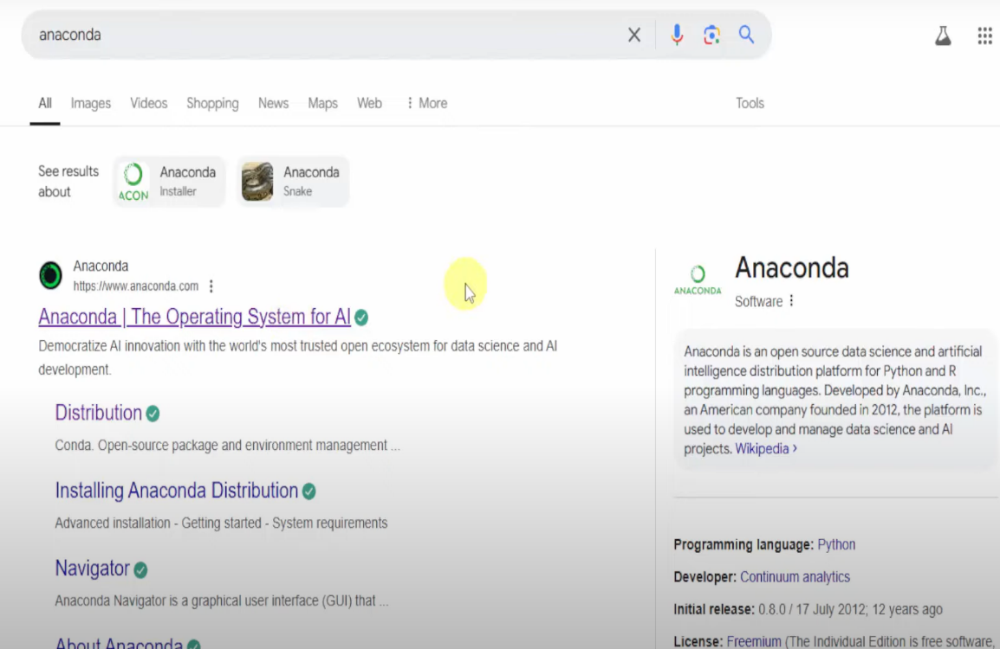 anaconda
All Images Videos Shopping News Maps Web More Tools
See results about
ACON
Anaconda
Installer
Anaconda
Snake
Anaconda
https://www.anaconda.com
Anaconda | The Operating System for AI
Democratize AI innovation with the world's most trusted open ecosystem for data science and AI
development.
Distribution
Conda. Open-source package and environment management ...
Installing Anaconda Distribution
Advanced installation - Getting started - System requirements
Navigator
Anaconda Navigator is a graphical user interface (GUI) that ...
About Anaconda
ANACONDA
Anaconda
Software
Anaconda is an open source data science and artificial
intelligence distribution platform for Python and R
programming languages. Developed by Anaconda, Inc.,
an American company founded in 2012, the platform is
used to develop and manage data science and AI
projects. Wikipedia ›
Programming language: Python
Developer: Continuum analytics
Initial release: 0.8.0 / 17 July 2012; 12 years ago
License: Freemium (The Individual Edition is free software,